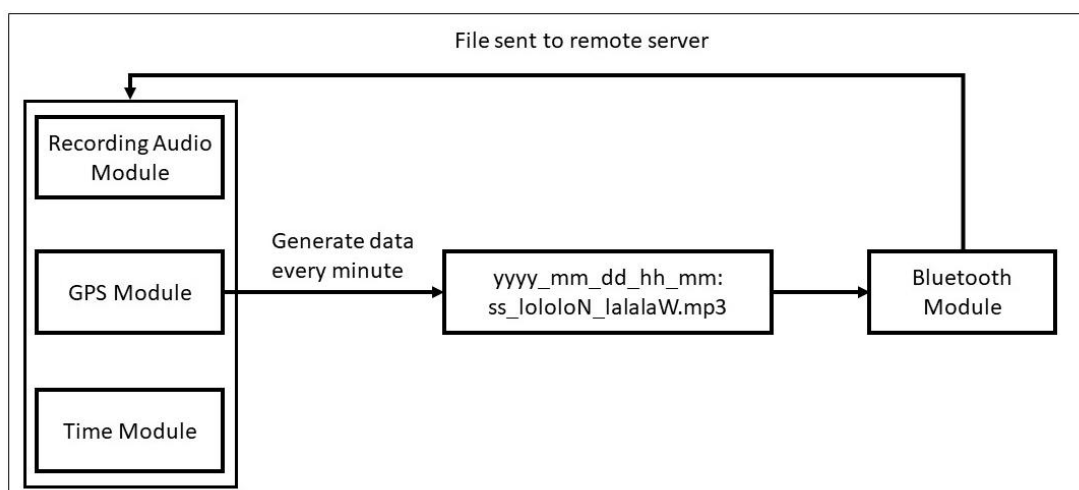 File sent to remote server
Recording Audio
Module
Generate data
every minute
GPS Module
yyyy_mm_dd_hh_mm:
ss_lololoN_lalalaW.mp3
Bluetooth
Module
Time Module